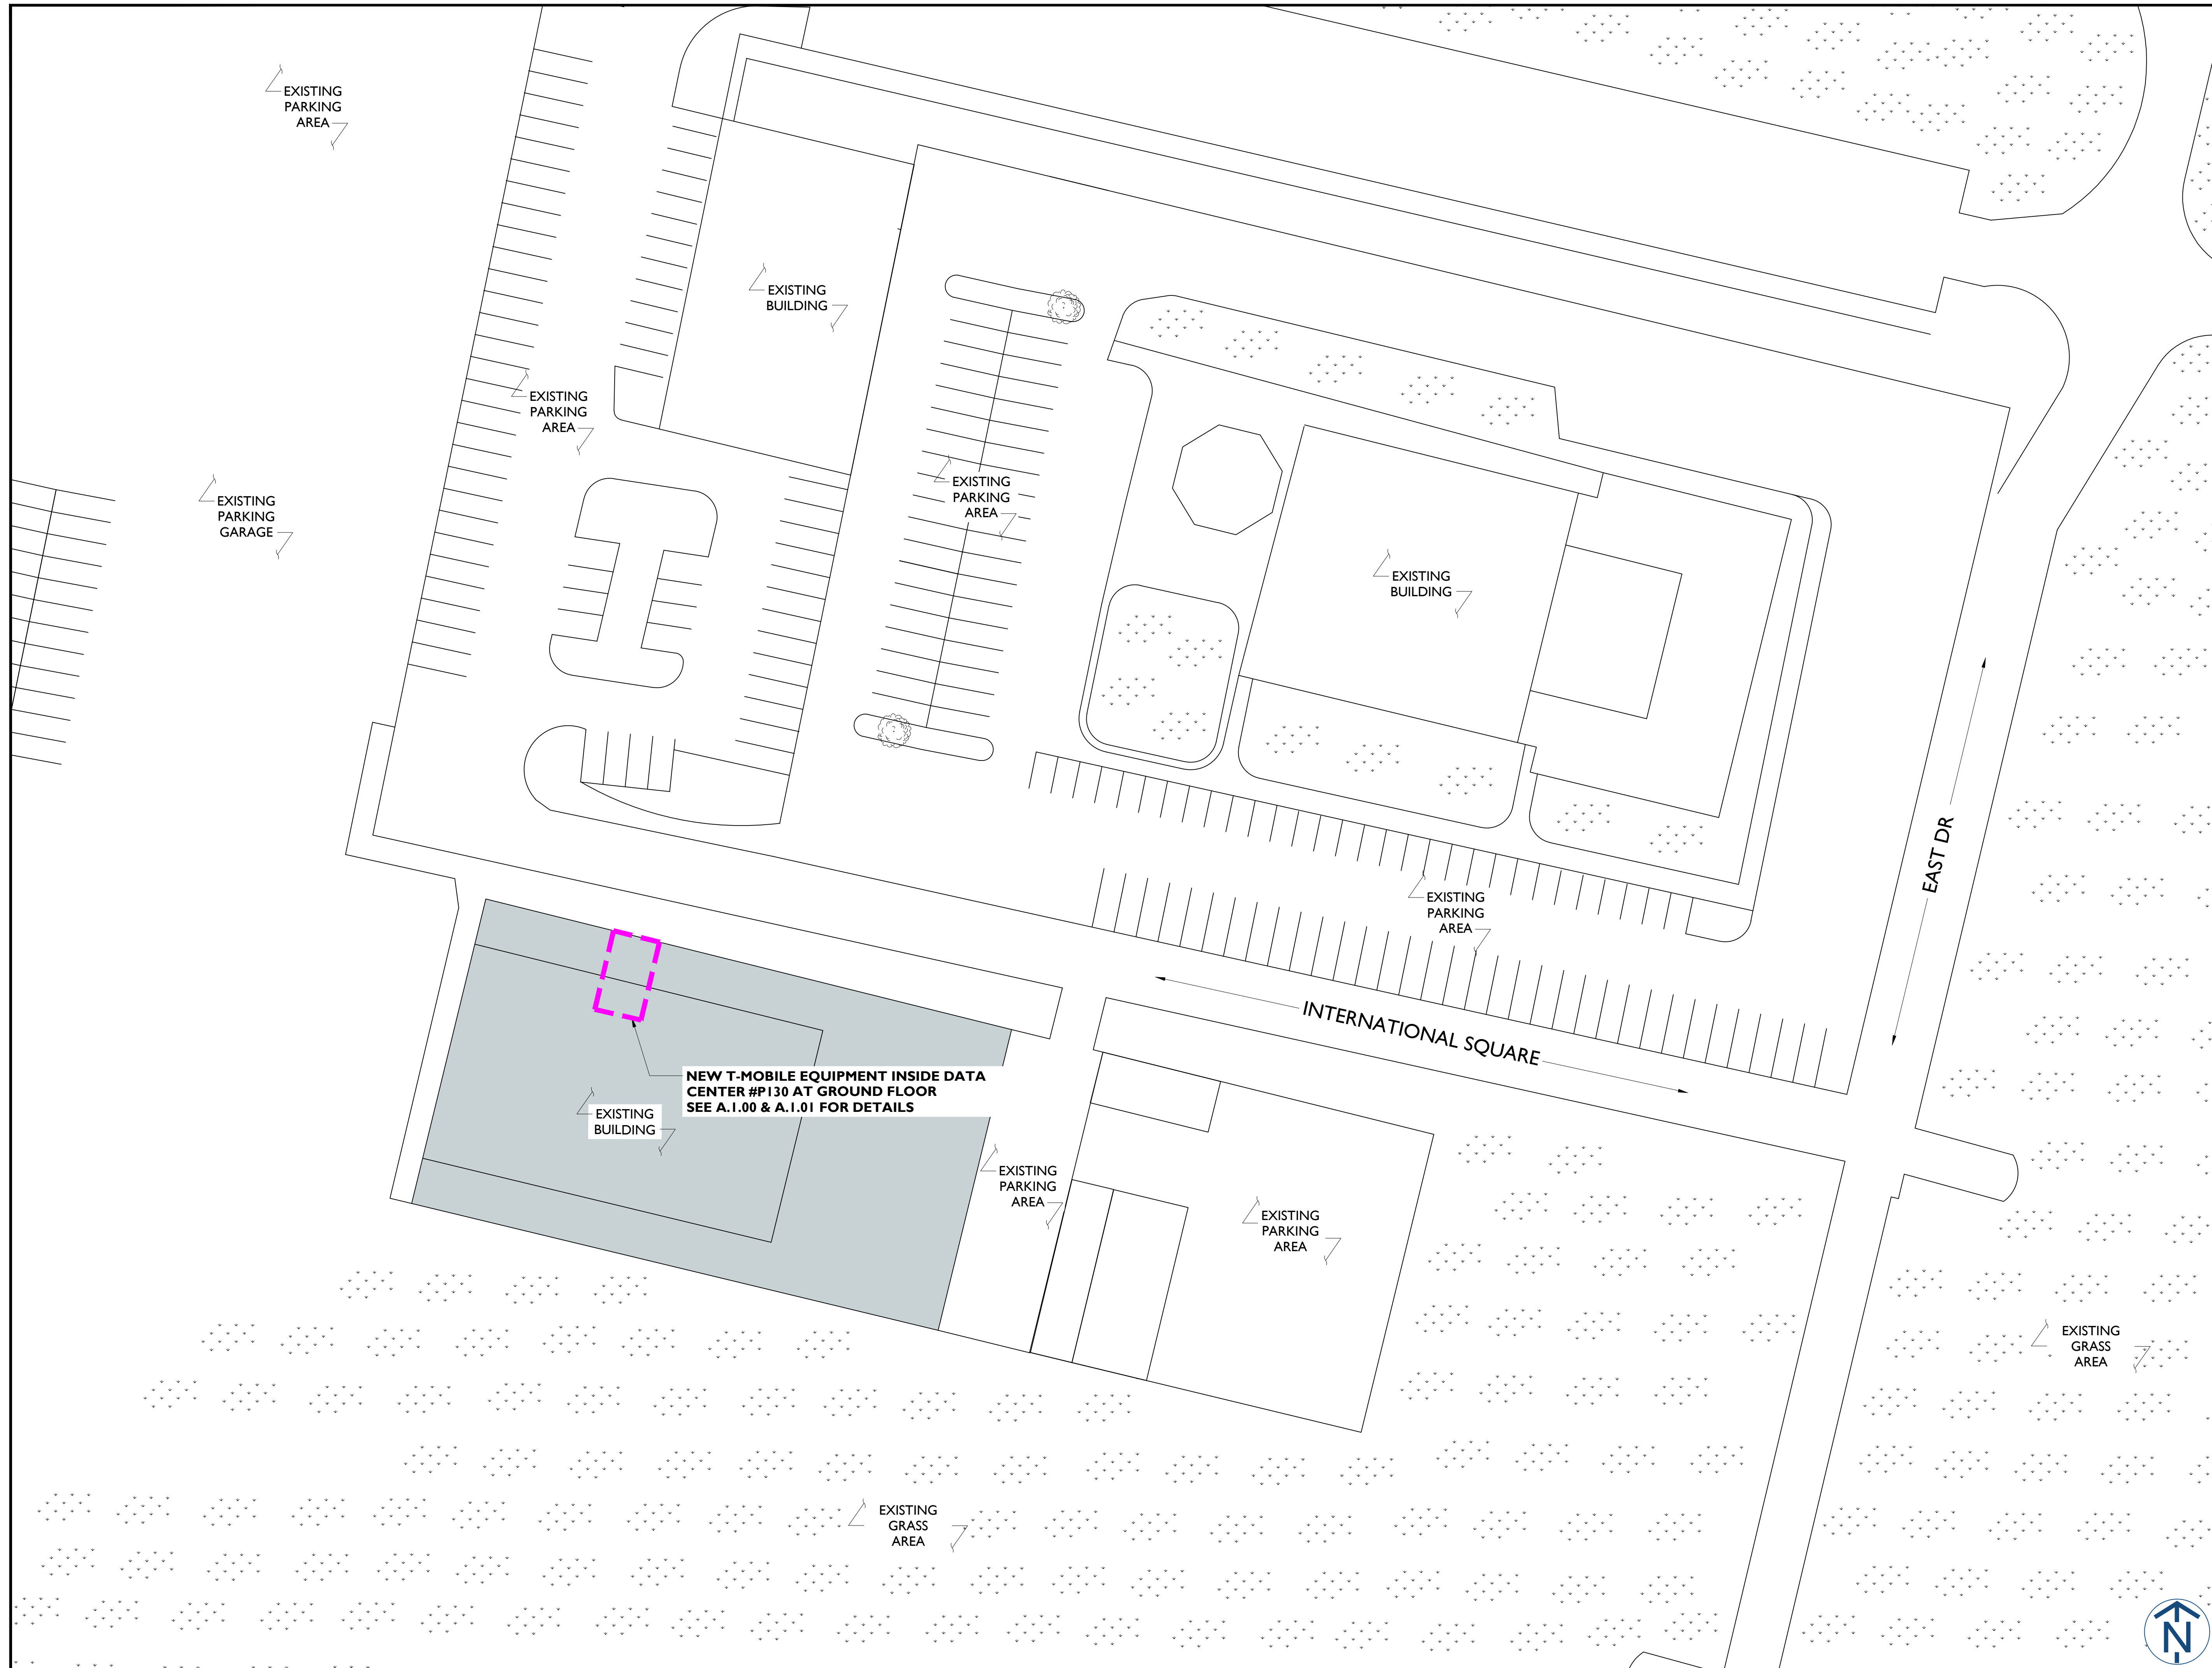 EXISTING
PARKING
AREA
EXISTING
BUILDING
EXISTING
PARKING
AREA
EXISTING
PARKING
AREA
EXISTING
PARKING
GARAGE
EXISTING
BUILDING
EAST DR
EXISTING
PARKING
AREA
INTERNATIONAL SQUARE
NEW T-MOBILE EQUIPMENT INSIDE DATA
CENTER #P130 AT GROUND FLOOR
SEE A.1.00 & A.1.01 FOR DETAILS
EXISTING
BUILDING
EXISTING
PARKING
AREA
EXISTING
PARKING
AREA
EXISTING
GRASS
AREA
EXISTING
GRASS
AREA
N